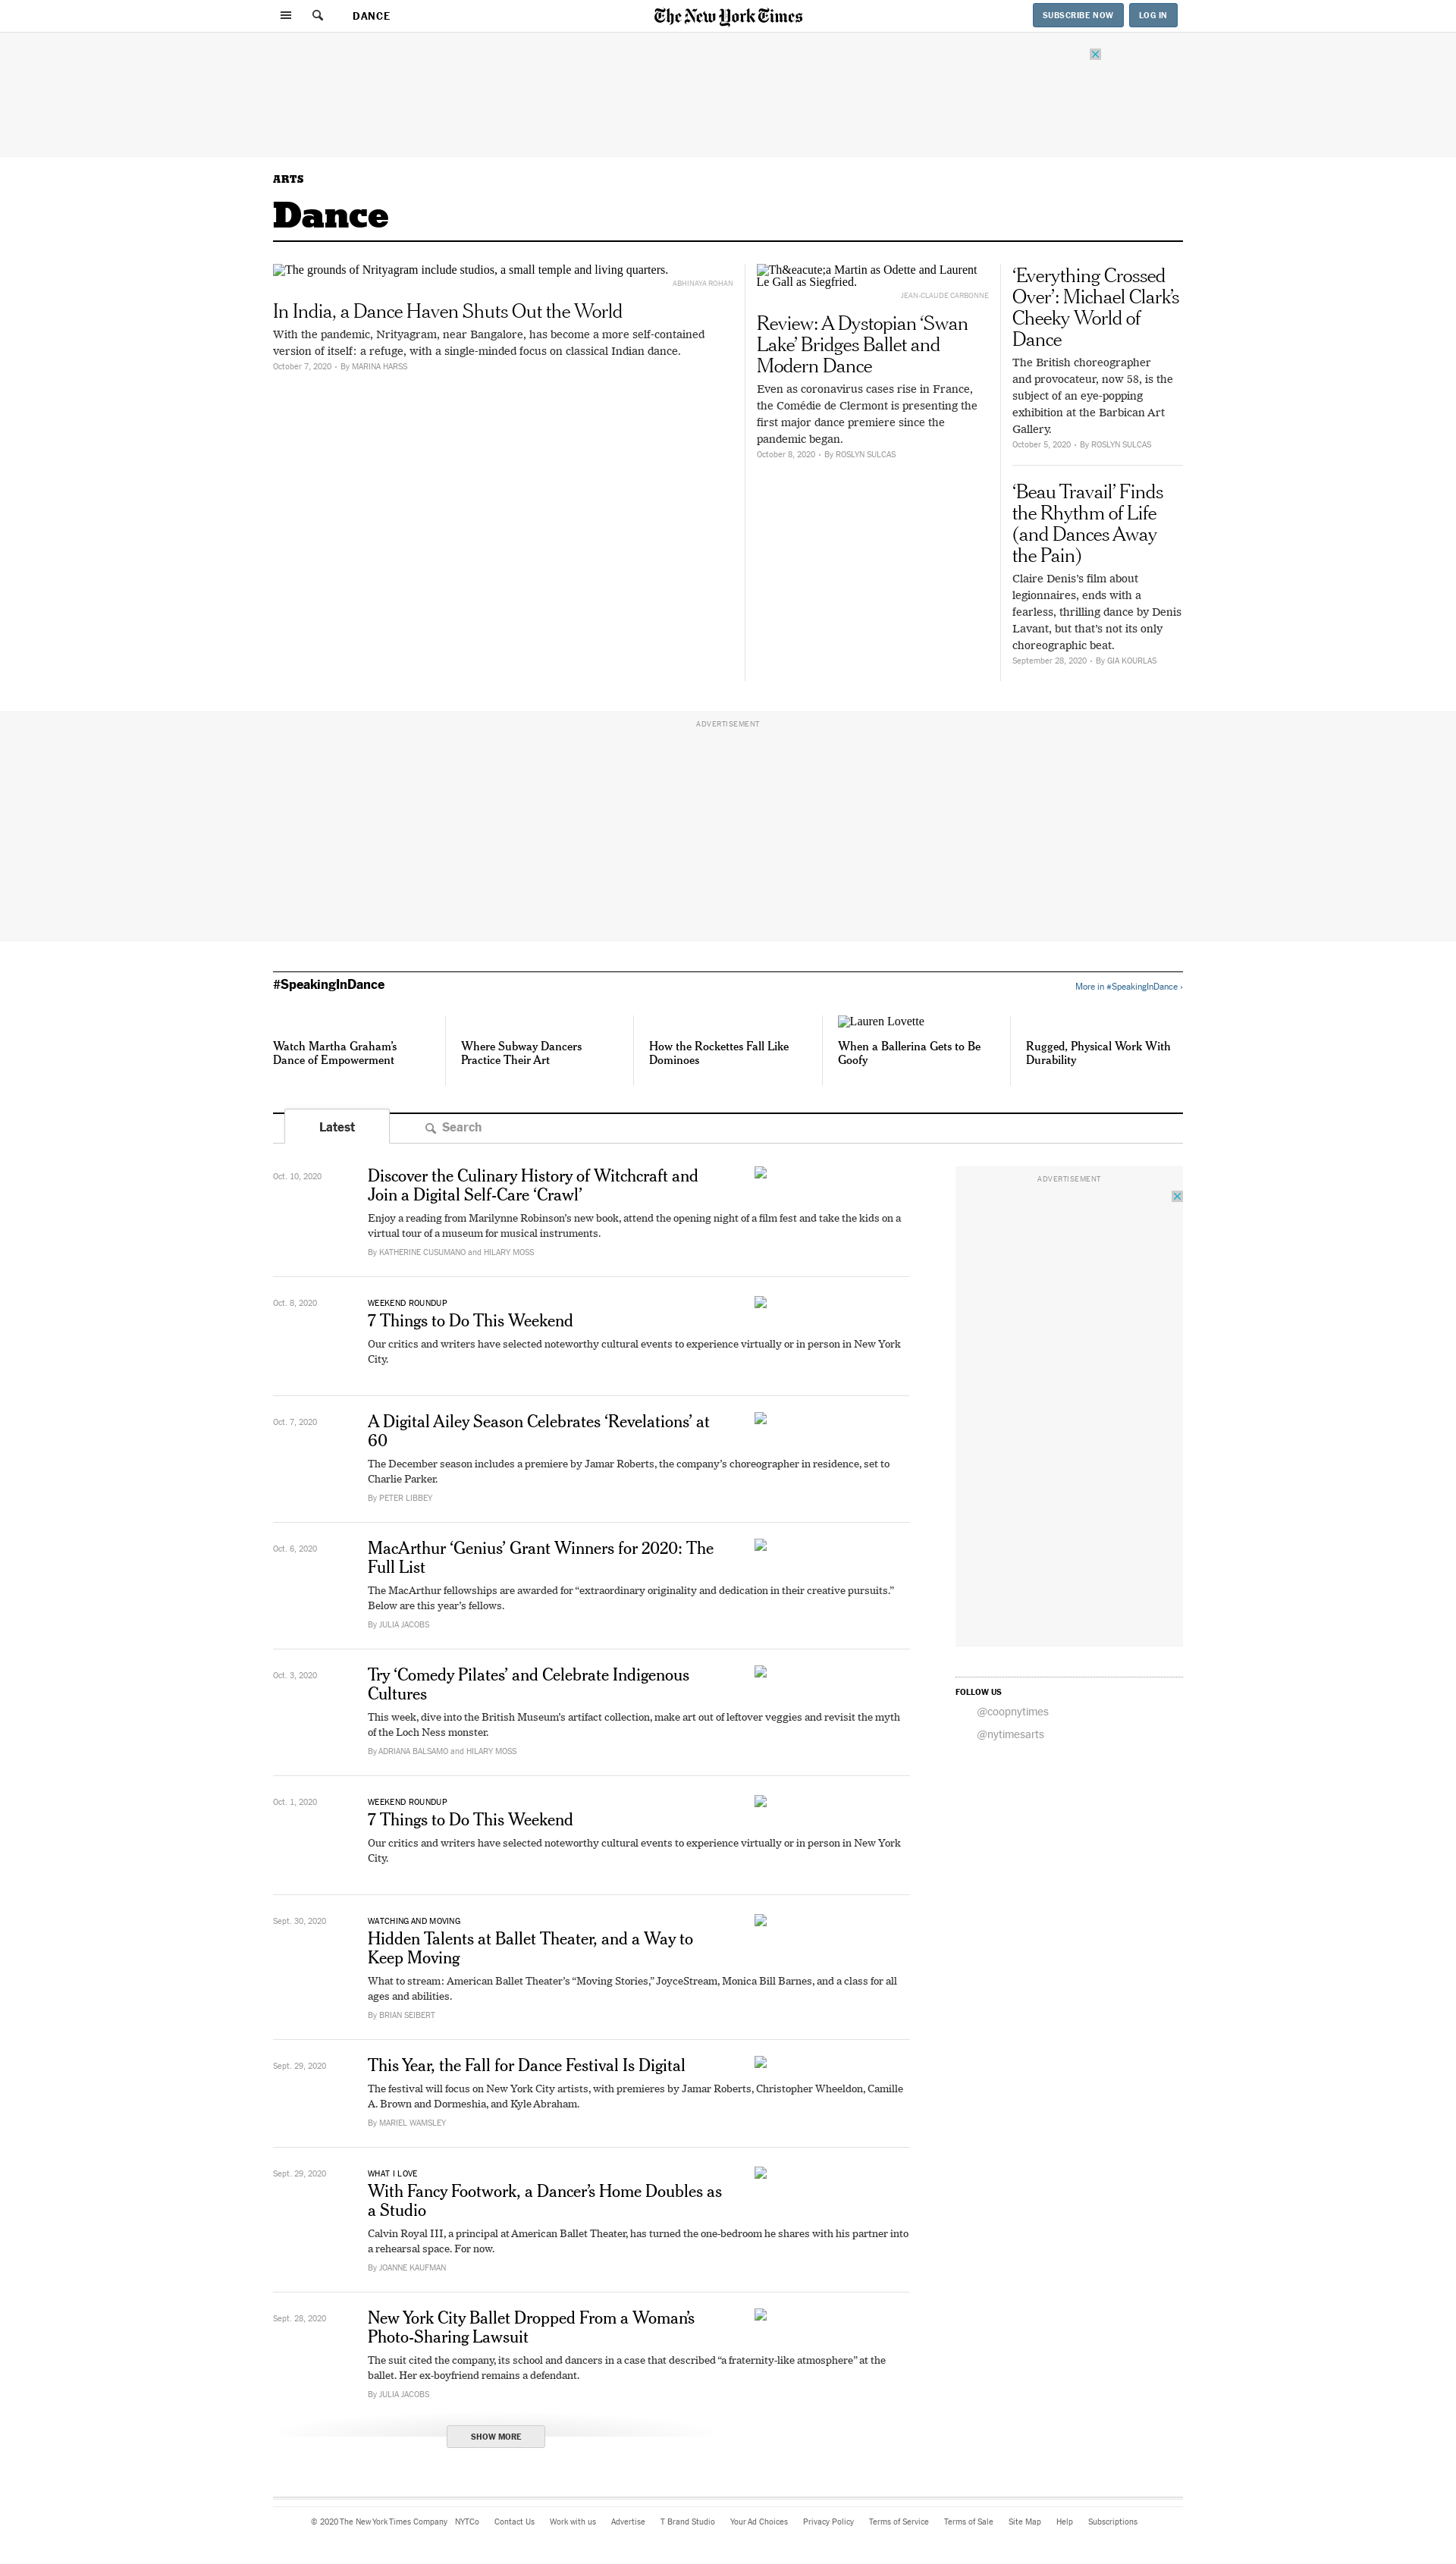 DANCE
The New York Times
SUBSCRIBE NOW
LOG IN
ARTS
Dance
The grounds of Nrityagram include studios, a small temple and living quarters.
ABHINAYA ROHAN
In India, a Dance Haven Shuts Out the World
With the pandemic, Nrityagram, near Bangalore, has become a more self-contained
version of itself: a refuge, with a single-minded focus on classical Indian dance.
October 7, 2020 • By MARINA HARSS
Th&eacute;a Martin as Odette and Laurent
Le Gall as Siegfried.
JEAN-CLAUDE CARBONNE
Review: A Dystopian ‘Swan
Lake’ Bridges Ballet and
Modern Dance
Even as coronavirus cases rise in France,
the Comédie de Clermont is presenting the
first major dance premiere since the
pandemic began.
October 8, 2020 • By ROSLYN SULCAS
‘Everything Crossed
Over’: Michael Clark’s
Cheeky World of
Dance
The British choreographer
and provocateur, now 58, is the
subject of an eye-popping
exhibition at the Barbican Art
Gallery.
October 5, 2020 • By ROSLYN SULCAS
‘Beau Travail’ Finds
the Rhythm of Life
(and Dances Away
the Pain)
Claire Denis’s film about
legionnaires, ends with a
fearless, thrilling dance by Denis
Lavant, but that’s not its only
choreographic beat.
September 28, 2020 • By GIA KOURLAS
ADVERTISEMENT
#SpeakingInDance
More in #SpeakingInDance ›
Watch Martha Graham’s
Dance of Empowerment
Where Subway Dancers
Practice Their Art
How the Rockettes Fall Like
Dominoes
Lauren Lovette
When a Ballerina Gets to Be
Goofy
Rugged, Physical Work With
Durability
Latest
Search
Oct. 10, 2020
Discover the Culinary History of Witchcraft and
Join a Digital Self-Care ‘Crawl’
Enjoy a reading from Marilynne Robinson’s new book, attend the opening night of a film fest and take the kids on a
virtual tour of a museum for musical instruments.
By KATHERINE CUSUMANO and HILARY MOSS
Oct. 8, 2020
WEEKEND ROUNDUP
7 Things to Do This Weekend
Our critics and writers have selected noteworthy cultural events to experience virtually or in person in New York
City.
Oct. 7, 2020
A Digital Ailey Season Celebrates ‘Revelations’ at
60
The December season includes a premiere by Jamar Roberts, the company’s choreographer in residence, set to
Charlie Parker.
By PETER LIBBEY
Oct. 6, 2020
MacArthur ‘Genius’ Grant Winners for 2020: The
Full List
The MacArthur fellowships are awarded for “extraordinary originality and dedication in their creative pursuits.”
Below are this year’s fellows.
By JULIA JACOBS
Oct. 3, 2020
Try ‘Comedy Pilates’ and Celebrate Indigenous
Cultures
This week, dive into the British Museum’s artifact collection, make art out of leftover veggies and revisit the myth
of the Loch Ness monster.
By ADRIANA BALSAMO and HILARY MOSS
Oct. 1, 2020
WEEKEND ROUNDUP
7 Things to Do This Weekend
Our critics and writers have selected noteworthy cultural events to experience virtually or in person in New York
City.
Sept. 30, 2020
WATCHING AND MOVING
Hidden Talents at Ballet Theater, and a Way to
Keep Moving
What to stream: American Ballet Theater’s “Moving Stories,” JoyceStream, Monica Bill Barnes, and a class for all
ages and abilities.
By BRIAN SEIBERT
Sept. 29, 2020
This Year, the Fall for Dance Festival Is Digital
The festival will focus on New York City artists, with premieres by Jamar Roberts, Christopher Wheeldon, Camille
A. Brown and Dormeshia, and Kyle Abraham.
By MARIEL WAMSLEY
Sept. 29, 2020
WHAT I LOVE
With Fancy Footwork, a Dancer’s Home Doubles as
a Studio
Calvin Royal III, a principal at American Ballet Theater, has turned the one-bedroom he shares with his partner into
a rehearsal space. For now.
By JOANNE KAUFMAN
Sept. 28, 2020
New York City Ballet Dropped From a Woman’s
Photo-Sharing Lawsuit
The suit cited the company, its school and dancers in a case that described “a fraternity-like atmosphere” at the
ballet. Her ex-boyfriend remains a defendant.
By JULIA JACOBS
SHOW MORE
ADVERTISEMENT
FOLLOW US
@coopnytimes
@nytimesarts
© 2020 The New York Times Company NYTCo Contact Us Work with us Advertise T Brand Studio Your Ad Choices Privacy Policy Terms of Service Terms of Sale Site Map Help Subscriptions